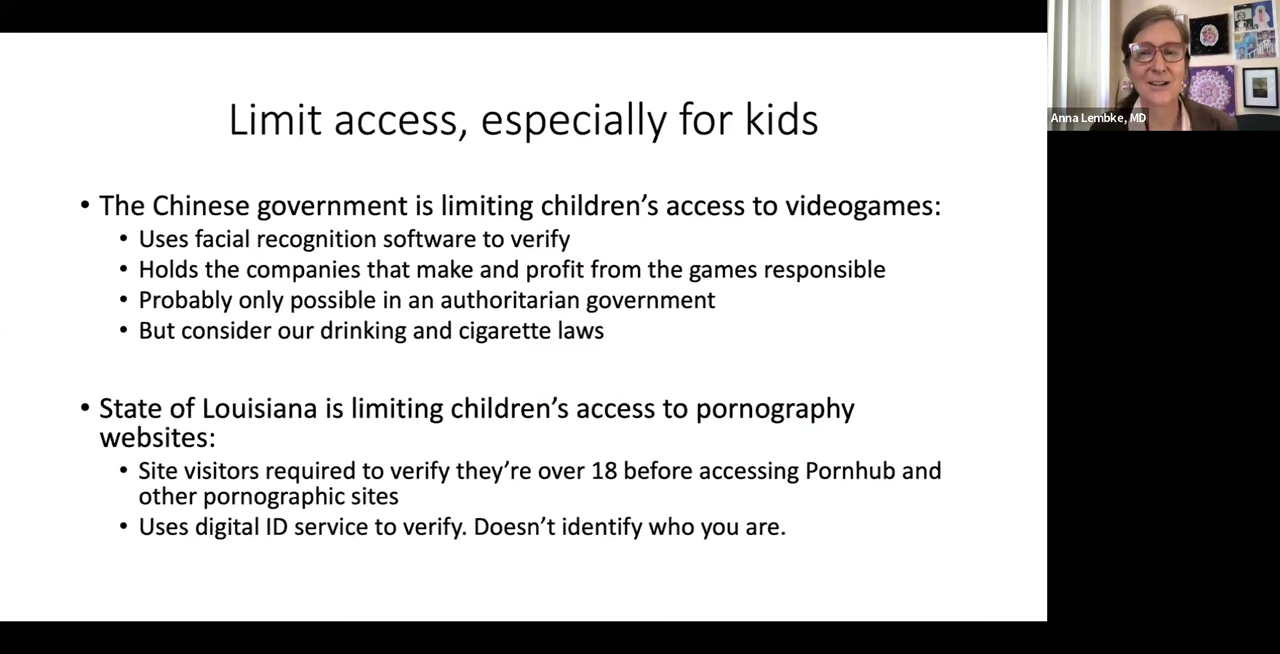 Limit access, especially for kids
• The Chinese government is limiting children's access to videogames:
• Uses facial recognition software to verify
• Holds the companies that make and profit from the games responsible
• Probably only possible in an authoritarian government
• But consider our drinking and cigarette laws
• State of Louisiana is limiting children's access to pornography
websites:
• Site visitors required to verify they're over 18 before accessing Pornhub and
other pornographic sites
• Uses digital ID service to verify. Doesn't identify who you are.
Anna Lembke, MD